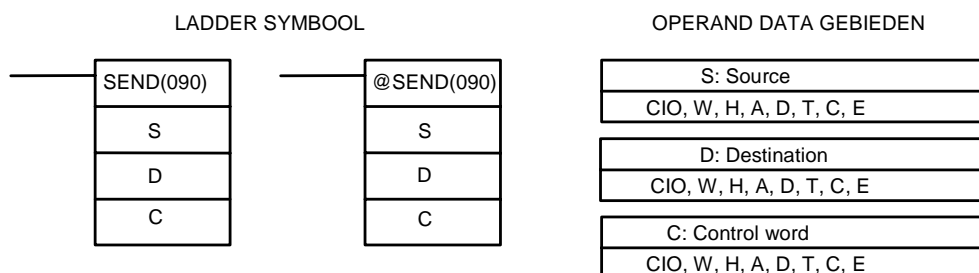 LADDER SYMBOOL
SEND(090)
S
D
C
@SEND(090)
S
D
C
OPERAND DATA GEBIEDEN
S: Source
CIO, W, H, A, D, T, C, E
D: Destination
CIO, W, H, A, D, T, C, E
C: Control word
CIO, W, H, A, D, T, C, E